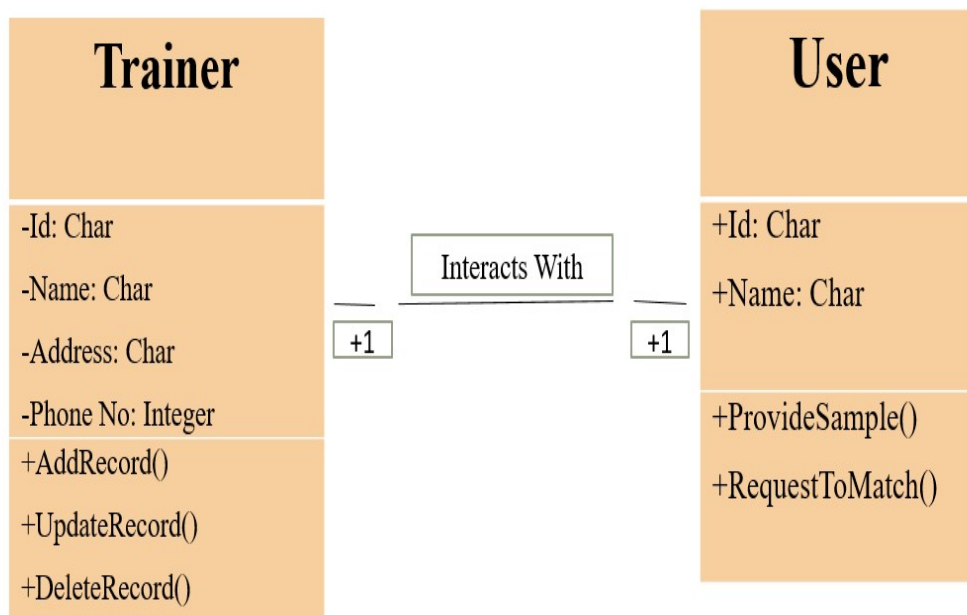 Trainer
-Id: Char
-Name: Char
-Address: Char
-Phone No: Integer
+AddRecord()
+UpdateRecord()
+DeleteRecord()
Interacts With
+1
+1
User
+Id: Char
+Name: Char
+ProvideSample()
+RequestToMatch()